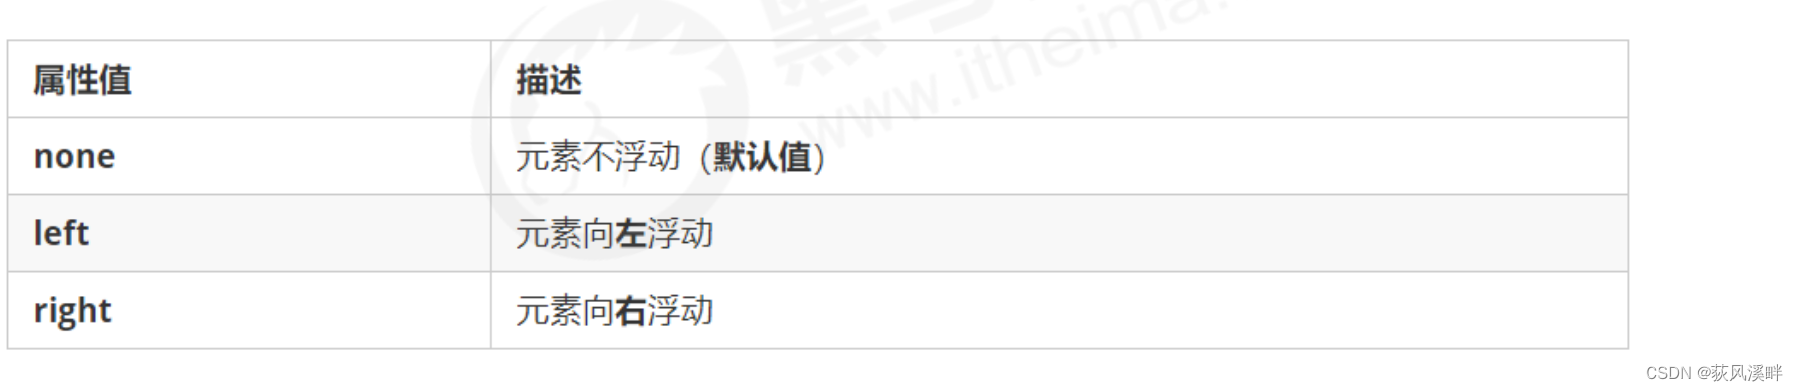 www.itheima.
属性值 描述
none 元素不浮动（默认值）
left 元素向左浮动
right 元素向右浮动
CSDN @荻风溪畔